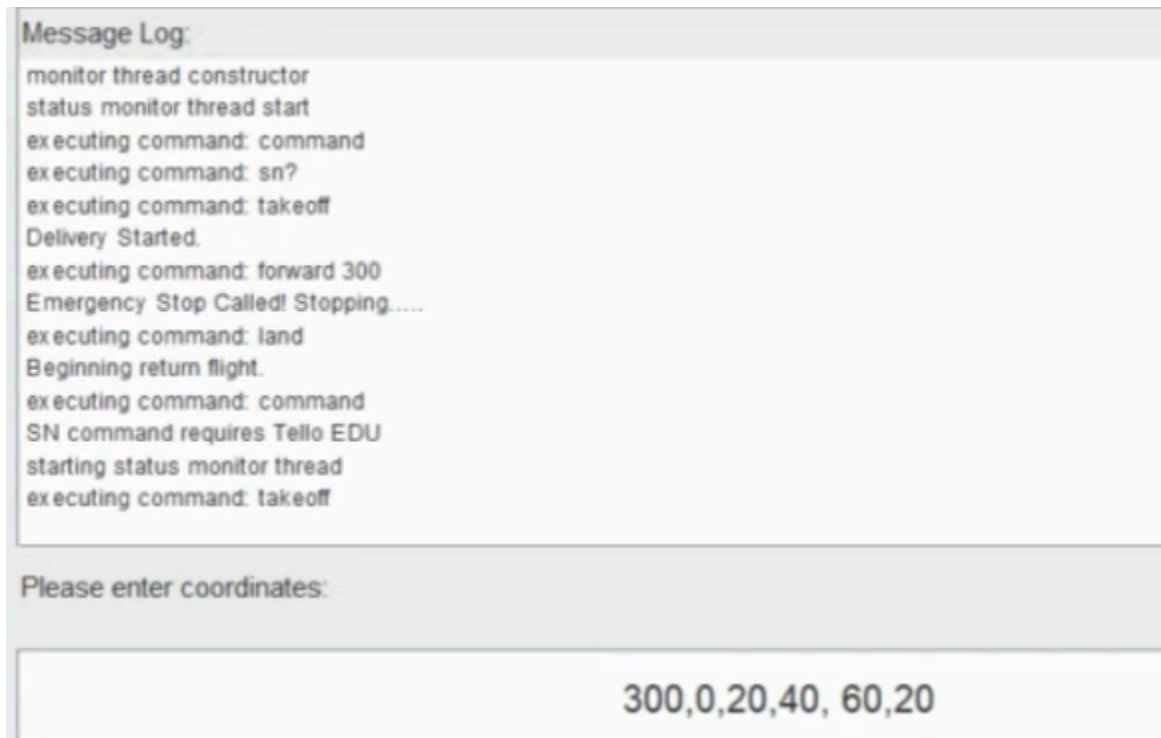 Message Log:
monitor thread constructor
status monitor thread start
executing command: command
executing command: sn?
executing command: takeoff
Delivery Started.
executing command: forward 300
Emergency Stop Called! Stopping.....
executing command: land
Beginning return flight.
executing command: command
SN command requires Tello EDU
starting status monitor thread
executing command: takeoff
Please enter coordinates:
300,0,20,40, 60,20